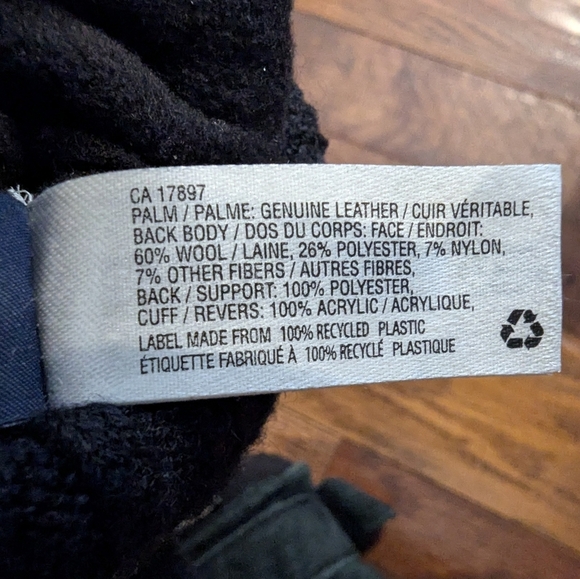 CA 17897
PALM / PALME: GENUINE LEATHER / CUIR VÉRITABLE,
BACK BODY / DOS DU CORPS: FACE / ENDROIT:
60% WOOL / LAINE, 26% POLYESTER, 7% NYLON,
7% OTHER FIBERS / AUTRES FIBRES,
BACK / SUPPORT: 100% POLYESTER,
CUFF / REVERS: 100% ACRYLIC / ACRYLIQUE,
LABEL MADE FROM 100% RECYCLED PLASTIC
ÉTIQUETTE FABRIQUÉ À 100% RECYCLÉ PLASTIQUE